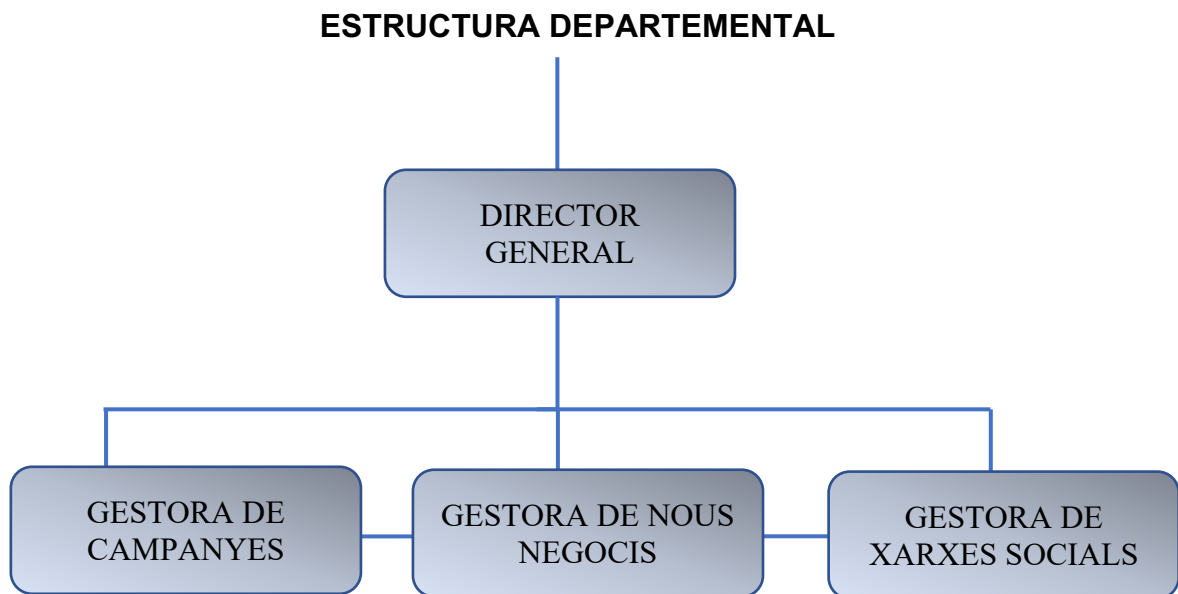 ESTRUCTURA DEPARTEMENTAL
DIRECTOR
GENERAL
GESTORA DE
CAMPANYES
GESTORA DE NOUS
NEGOCIS
GESTORA DE
XARXES SOCIALS